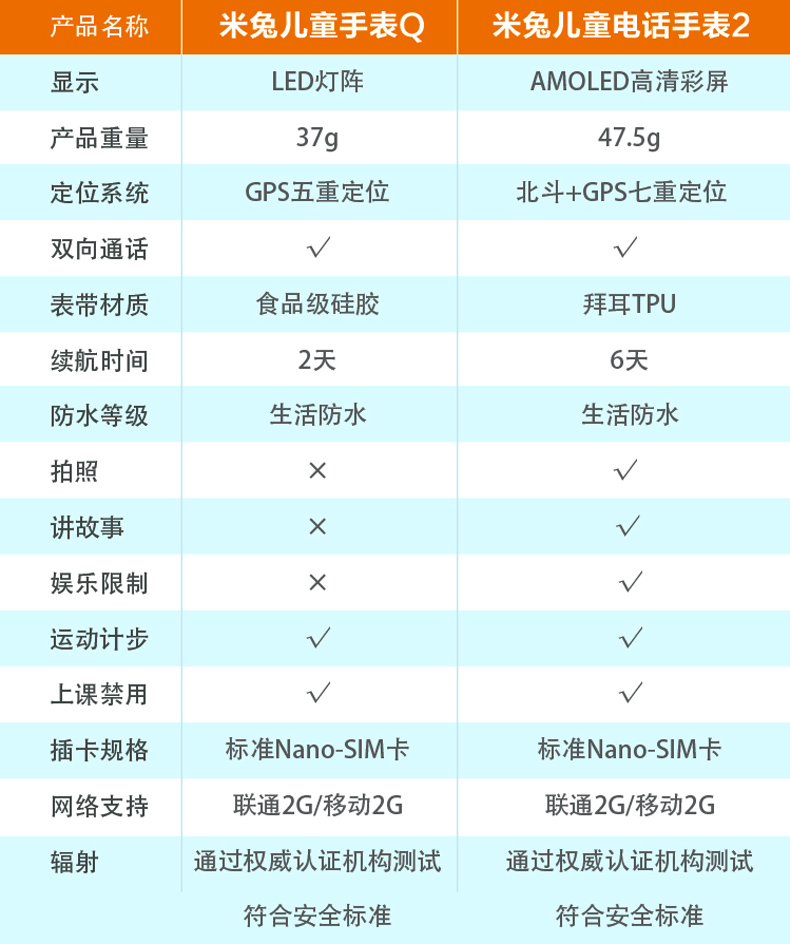 产品名称 米兔儿童手表Q 米兔儿童电话手表2
显示 LED灯阵 AMOLED高清彩屏
产品重量 37g 47.5g
定位系统 GPS五重定位 北斗+GPS七重定位
双向通话 √ √
表带材质 食品级硅胶 拜耳TPU
续航时间 2天 6天
防水等级 生活防水 生活防水
拍照 × √
讲故事 × √
娱乐限制 × √
运动计步 √ √
上课禁用 √ √
插卡规格 标准Nano-SIM卡 标准Nano-SIM卡
网络支持 联通2G/移动2G 联通2G/移动2G
辐射 通过权威认证机构测试 通过权威认证机构测试
符合安全标准 符合安全标准